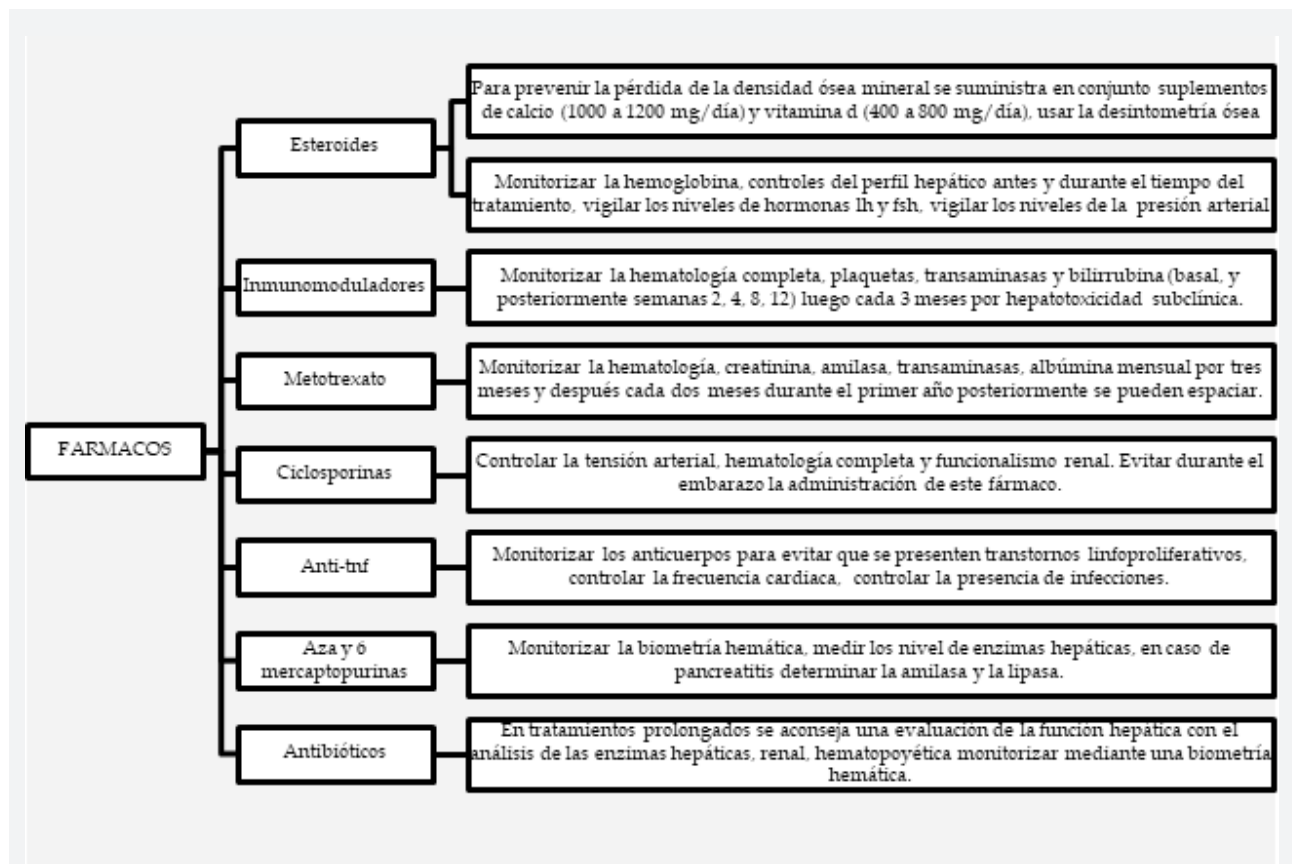 Para prevenir la pérdida de la densidad ósea mineral se suministra en conjunto suplementos
de calcio (1000 a 1200 mg/día) y vitamina d (400 a 800 mg/día), usar la desintometría ósea
Esteroides
Monitorizar la hemoglobina, controles del perfil hepático antes y durante el tiempo del
tratamiento, vigilar los niveles de hormonas lh y fsh, vigilar los niveles de la presión arterial
Inmunomoduladores
Monitorizar la hematología completa, plaquetas, transaminasas y bilirrubina (basal, y
posteriormente semanas 2, 4, 8, 12) luego cada 3 meses por hepatotoxicidad subclínica.
Metotrexato
Monitorizar la hematología, creatinina, amilasa, transaminasas, albúmina mensual por tres
meses y después cada dos meses durante el primer año posteriormente se pueden espaciar.
FARMACOS
Ciclosporinas
Controlar la tensión arterial, hematología completa y funcionalismo renal. Evitar durante el
embarazo la administración de este fármaco.
Anti-tnf
Monitorizar los anticuerpos para evitar que se presenten transtornos linfoproliferativos,
controlar la frecuencia cardiaca, controlar la presencia de infecciones.
Aza y 6
mercaptopurinas
Monitorizar la biometría hemática, medir los nivel de enzimas hepáticas, en caso de
pancreatitis determinar la amilasa y la lipasa.
Antibióticos
En tratamientos prolongados se aconseja una evaluación de la función hepática con el
análisis de las enzimas hepáticas, renal, hematopoyética monitorizar mediante una biometría
hemática.